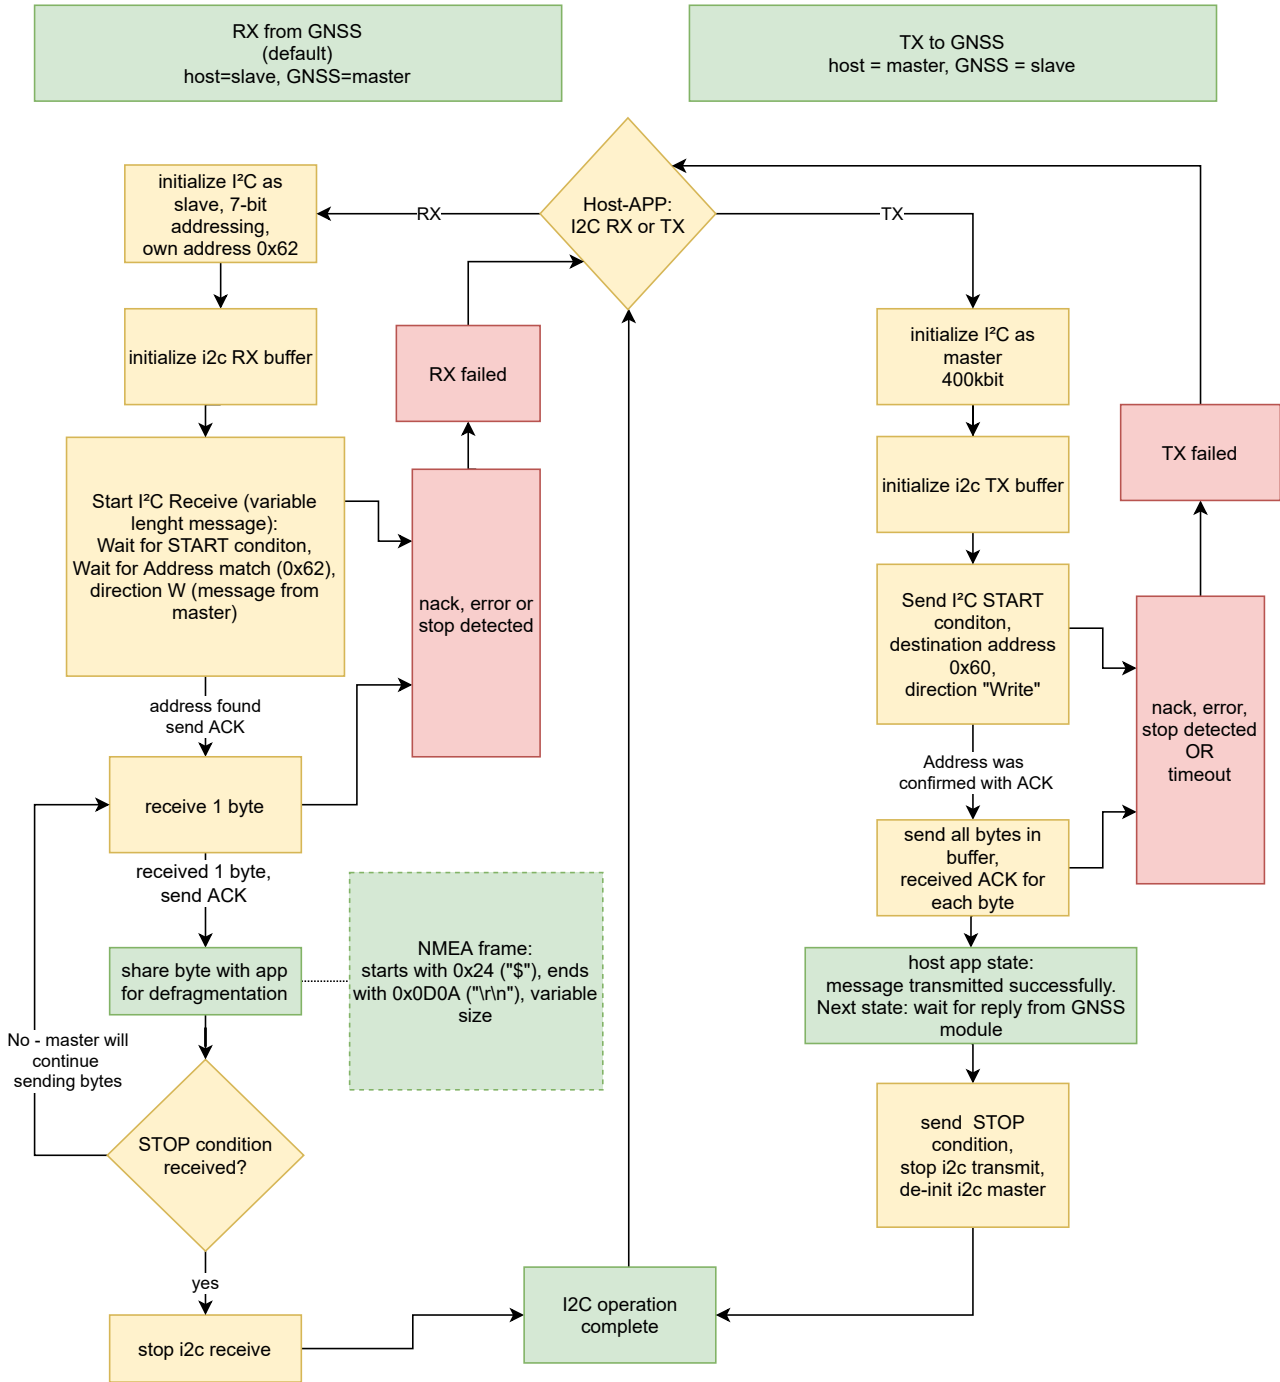 RX from GNSS
(default)
host=slave, GNSS=master
TX to GNSS
host = master, GNSS = slave
Host-APP:
I2C RX or TX
RX
TX
initialize I²C as
slave, 7-bit
addressing,
own address 0x62
initialize i2c RX buffer
RX failed
Start I²C Receive (variable
lenght message):
Wait for START conditon,
Wait for Address match (0x62),
direction W (message from
master)
nack, error or
stop detected
address found
send ACK
receive 1 byte
received 1 byte,
send ACK
share byte with app
for defragmentation
NMEA frame:
starts with 0x24 ("$"), ends
with 0x0D0A ("\r\n"), variable
size
No - master will
continue
sending bytes
STOP condition
received?
yes
stop i2c receive
I2C operation
complete
initialize I²C as
master
400kbit
initialize i2c TX buffer
TX failed
Send I²C START
conditon,
destination address
0x60,
direction "Write"
nack, error,
stop detected
OR
timeout
Address was
confirmed with ACK
send all bytes in
buffer,
received ACK for
each byte
host app state:
message transmitted successfully.
Next state: wait for reply from GNSS
module
send  STOP
condition,
stop i2c transmit,
de-init i2c master